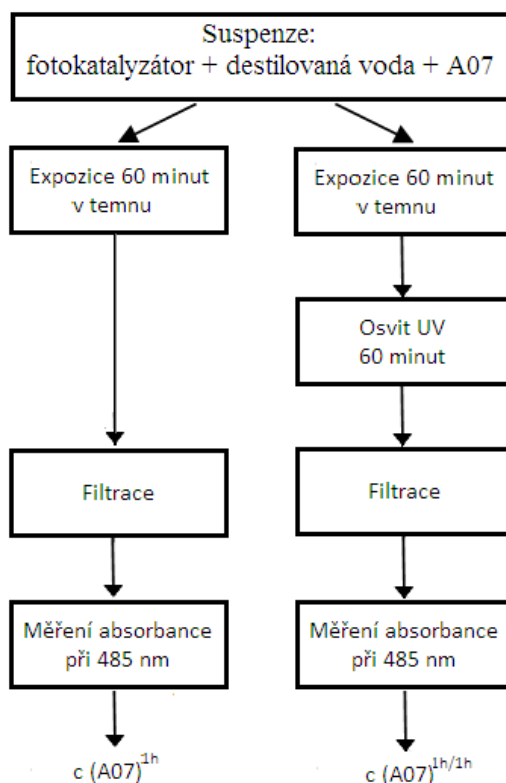 Suspenze:
fotokatalyzátor + destilovaná voda + A07
Expozice 60 minut
v temnu
Expozice 60 minut
v temnu
Osvit UV
60 minut
Filtrace
Filtrace
Měření absorbance
při 485 nm
Měření absorbance
při 485 nm
c (A07)^1h
c (A07)^1h/1h